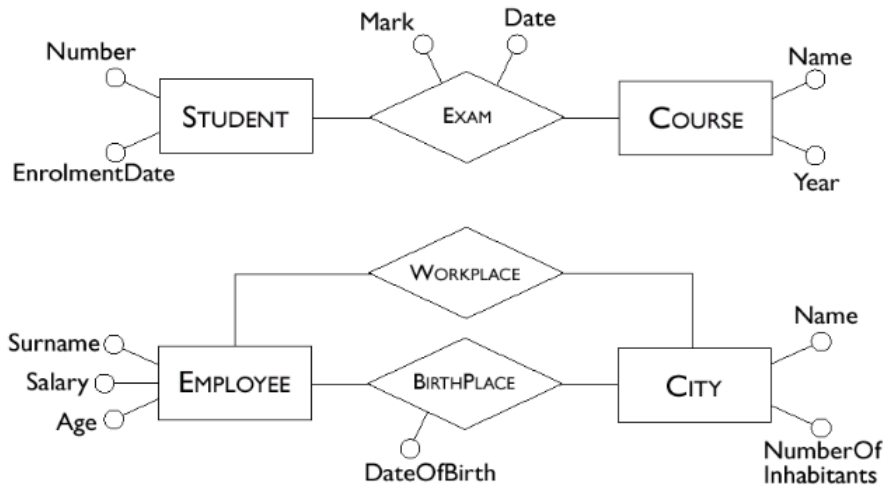 Mark
Date
Number
Name
STUDENT
EXAM
COURSE
EnrolmentDate
Year
WORKPLACE
Name
Surname
Salary
EMPLOYEE
BIRTHPLACE
CITY
Age
DateOfBirth
NumberOf
Inhabitants